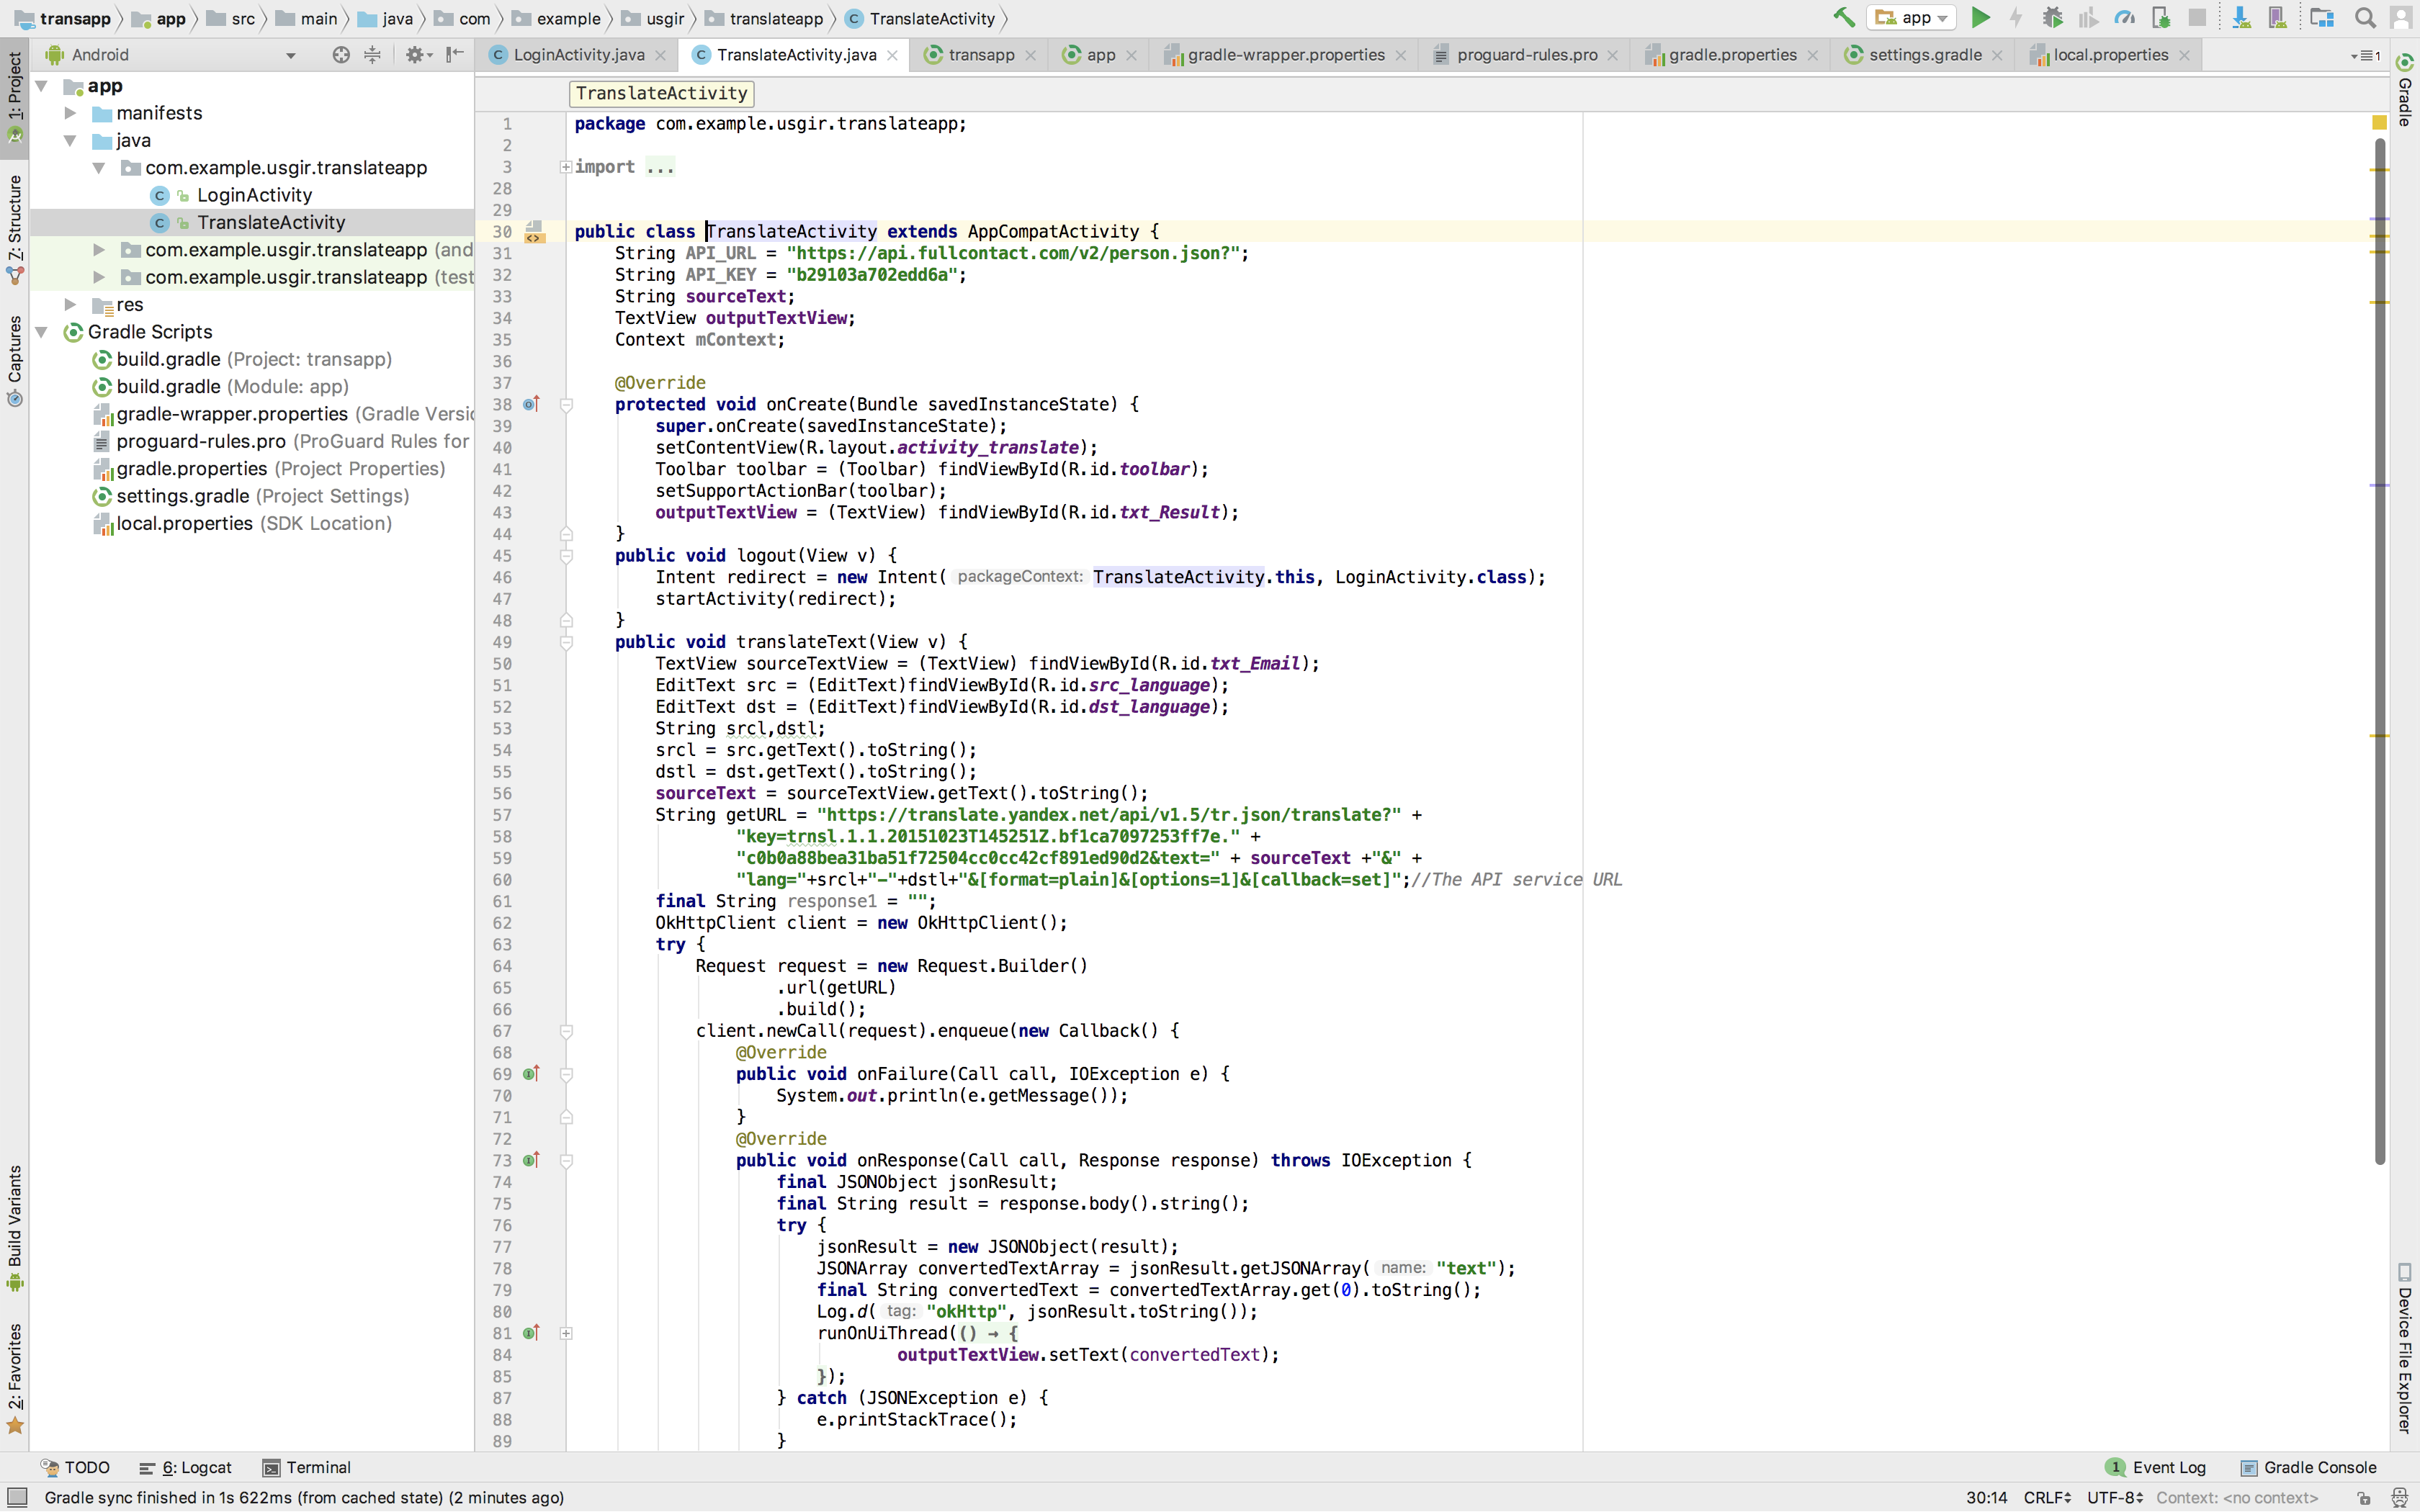 transapp app src main java com example usgir translateapp TranslateActivity app
Android LoginActivity.java TranslateActivity.java transapp app gradle-wrapper.properties proguard-rules.pro gradle.properties settings.gradle local.properties 1
1: Project
7: Structure
Captures
Build Variants
2: Favorites
app
manifests
java
com.example.usgir.translateapp
LoginActivity
TranslateActivity
com.example.usgir.translateapp (and
com.example.usgir.translateapp (test
res
Gradle Scripts
build.gradle (Project: transapp)
build.gradle (Module: app)
gradle-wrapper.properties (Gradle Versic
proguard-rules.pro (ProGuard Rules for
gradle.properties (Project Properties)
settings.gradle (Project Settings)
local.properties (SDK Location)
TranslateActivity
1 package com.example.usgir.translateapp;
2
3 import ...
28
29
30 public class TranslateActivity extends AppCompatActivity {
31 String API_URL = "https://api.fullcontact.com/v2/person.json?";
32 String API_KEY = "b29103a702edd6a";
33 String sourceText;
34 TextView outputTextView;
35 Context mContext;
36
37 @Override
38 protected void onCreate(Bundle savedInstanceState) {
39 super.onCreate(savedInstanceState);
40 setContentView(R.layout.activity_translate);
41 Toolbar toolbar = (Toolbar) findViewById(R.id.toolbar);
42 setSupportActionBar(toolbar);
43 outputTextView = (TextView) findViewById(R.id.txt_Result);
44 }
45 public void logout(View v) {
46 Intent redirect = new Intent( packageContext: TranslateActivity.this, LoginActivity.class);
47 startActivity(redirect);
48 }
49 public void translateText(View v) {
50 TextView sourceTextView = (TextView) findViewById(R.id.txt_Email);
51 EditText src = (EditText)findViewById(R.id.src_language);
52 EditText dst = (EditText)findViewById(R.id.dst_language);
53 String srcl,dstl;
54 srcl = src.getText().toString();
55 dstl = dst.getText().toString();
56 sourceText = sourceTextView.getText().toString();
57 String getURL = "https://translate.yandex.net/api/v1.5/tr.json/translate?" +
58 "key=trnsl.1.1.20151023T145251Z.bf1ca7097253ff7e." +
59 "c0b0a88bea31ba51f72504cc0cc42cf891ed90d2&text=" + sourceText +"&" +
60 "lang="+srcl+"-"+dstl+"&[format=plain]&[options=1]&[callback=set]";//The API service URL
61 final String response1 = "";
62 OkHttpClient client = new OkHttpClient();
63 try {
64 Request request = new Request.Builder()
65 .url(getURL)
66 .build();
67 client.newCall(request).enqueue(new Callback() {
68 @Override
69 public void onFailure(Call call, IOException e) {
70 System.out.println(e.getMessage());
71 }
72 @Override
73 public void onResponse(Call call, Response response) throws IOException {
74 final JSONObject jsonResult;
75 final String result = response.body().string();
76 try {
77 jsonResult = new JSONObject(result);
78 JSONArray convertedTextArray = jsonResult.getJSONArray( name: "text");
79 final String convertedText = convertedTextArray.get(0).toString();
80 Log.d( tag: "okHttp", jsonResult.toString());
81 runOnUiThread(() → {
84 outputTextView.setText(convertedText);
85 });
87 } catch (JSONException e) {
88 e.printStackTrace();
89 }
Gradle
Device File Explorer
TODO 6: Logcat Terminal 1 Event Log Gradle Console
Gradle sync finished in 1s 622ms (from cached state) (2 minutes ago) 30:14 CRLF UTF-8 Context: <no context>